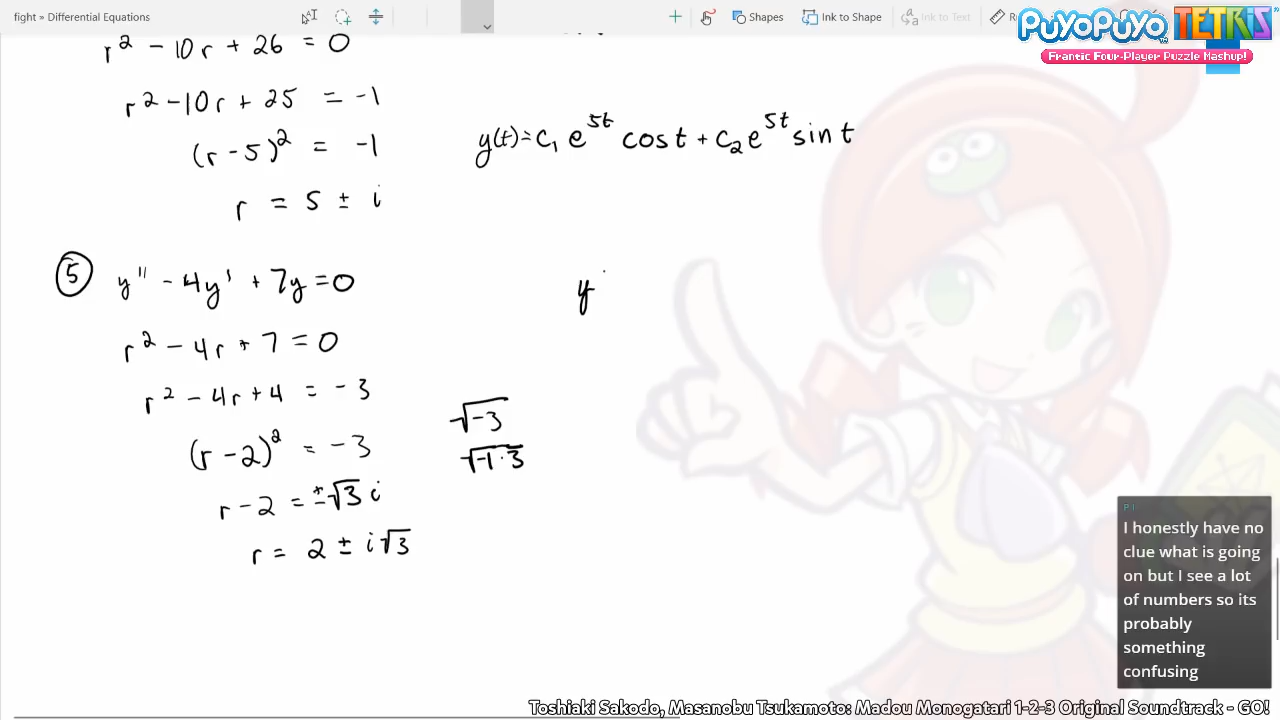 fight » Differential Equations
Shapes
Ink to Shape
Ink to Text
PUYOPUYO TETRIS
Frantic Four-Player Puzzle Mashup!
r² - 10r + 26 = 0
r² - 10r + 25 = -1
(r - 5)² = -1
r = 5 ± i
y(t) = c₁ e^5t cos t + c₂ e^5t sin t
⑤ y'' - 4y' + 7y = 0
y
r² - 4r + 7 = 0
r² - 4r + 4 = -3
√-3
(r - 2)² = -3
√-1·3
r - 2 = ±√3 i
r = 2 ± i√3
I honestly have no
clue what is going
on but I see a lot
of numbers so its
probably
something
confusing
Toshiaki Sakodo, Masanobu Tsukamoto: Madou Monogatari 1-2-3 Original Soundtrack - GO!